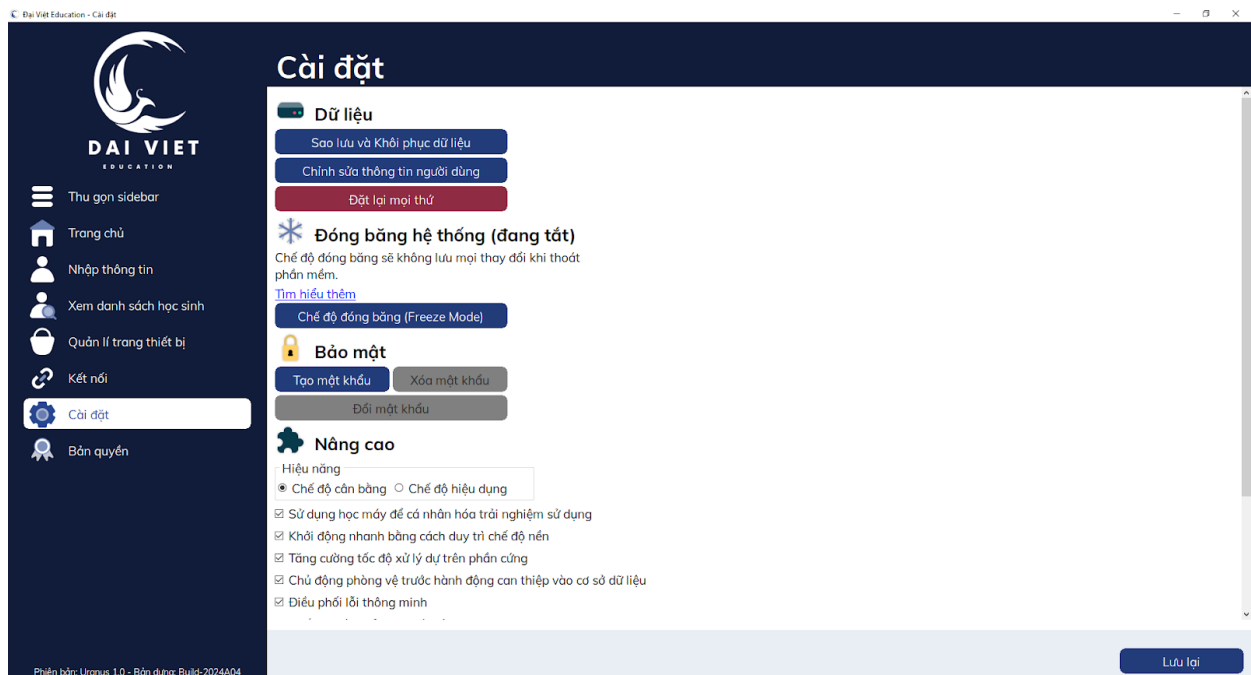 Đại Việt Education - Cài đặt
DAI VIET
EDUCATION
Thu gọn sidebar
Trang chủ
Nhập thông tin
Xem danh sách học sinh
Quản lí trang thiết bị
Kết nối
Cài đặt
Bản quyền
Phiên bản: Uranus 1.0 - Bản dựng: Build-2024A04
Cài đặt
Dữ liệu
Sao lưu và Khôi phục dữ liệu
Chỉnh sửa thông tin người dùng
Đặt lại mọi thứ
Đóng băng hệ thống (đang tắt)
Chế độ đóng băng sẽ không lưu mọi thay đổi khi thoát
phần mềm.
Tìm hiểu thêm
Chế độ đóng băng (Freeze Mode)
Bảo mật
Tạo mật khẩu Xóa mật khẩu
Đổi mật khẩu
Nâng cao
Hiệu năng
Chế độ cân bằng Chế độ hiệu dụng
Sử dụng học máy để cá nhân hóa trải nghiệm sử dụng
Khởi động nhanh bằng cách duy trì chế độ nền
Tăng cường tốc độ xử lý dự trên phần cứng
Chủ động phòng vệ trước hành động can thiệp vào cơ sở dữ liệu
Điều phối lỗi thông minh
Lưu lại